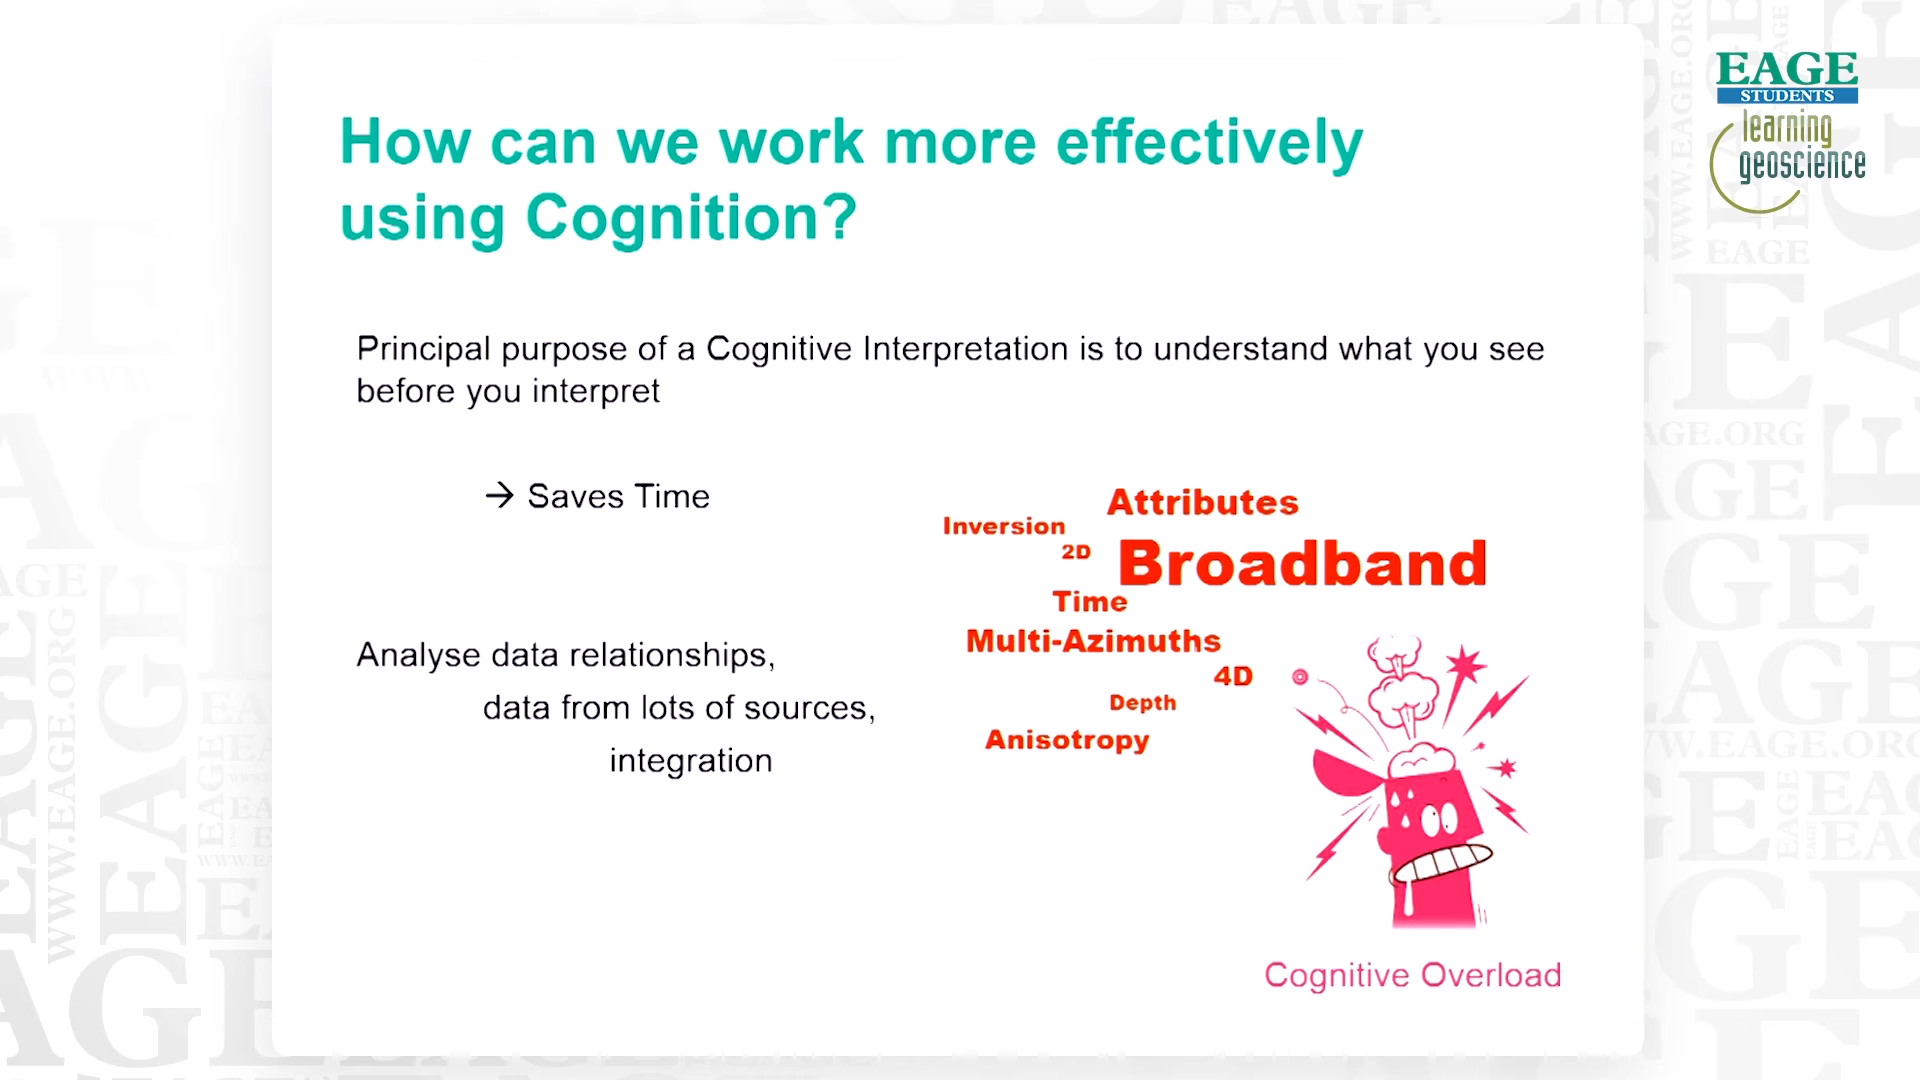 EAGE
STUDENTS
learning
geoscience
How can we work more effectively
using Cognition?
Principal purpose of a Cognitive Interpretation is to understand what you see
before you interpret
→ Saves Time
Attributes
Inversion
2D
Broadband
Time
Multi-Azimuths
4D
Depth
Anisotropy
Analyse data relationships,
data from lots of sources,
integration
Cognitive Overload